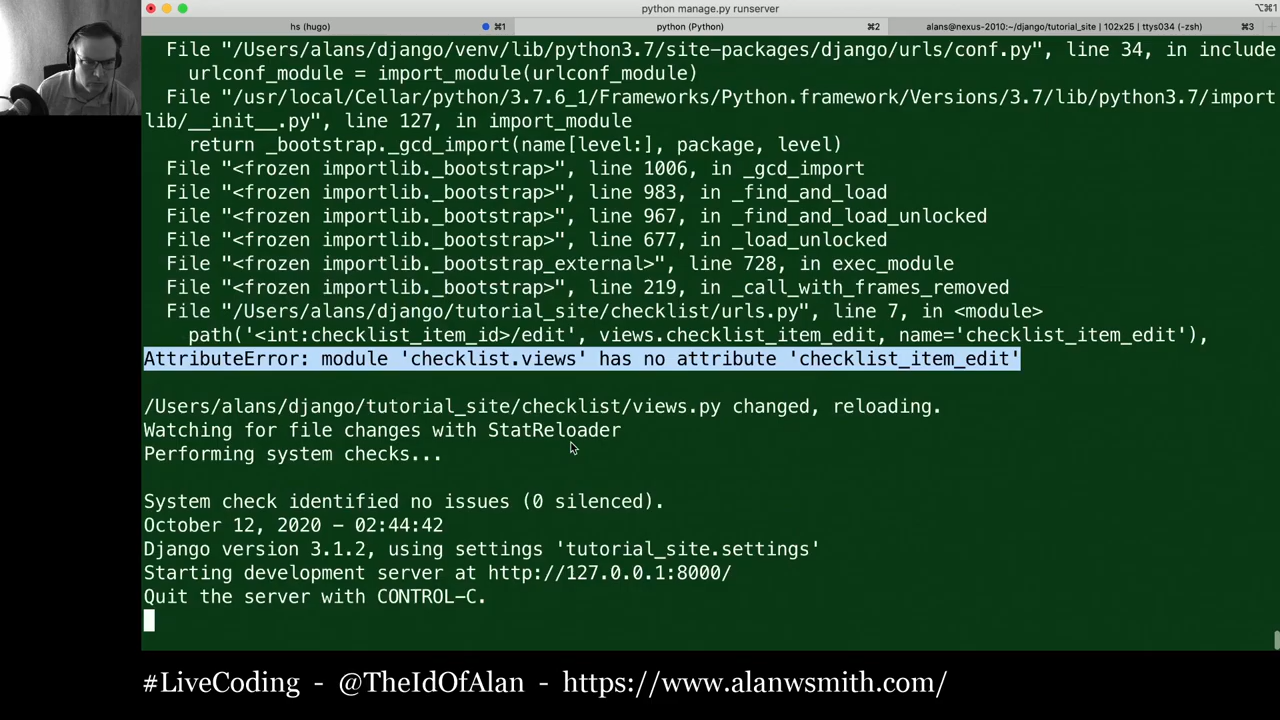 python manage.py runserver
⌥⌘1
hs (hugo)
⌘1
python (Python)
⌘2
alans@nexus-2010:~/django/tutorial_site | 102x25 | ttys034 (-zsh)
⌘3
File "/Users/alans/django/venv/lib/python3.7/site-packages/django/urls/conf.py", line 34, in include
urlconf_module = import_module(urlconf_module)
File "/usr/local/Cellar/python/3.7.6_1/Frameworks/Python.framework/Versions/3.7/lib/python3.7/import
lib/__init__.py", line 127, in import_module
return _bootstrap._gcd_import(name[level:], package, level)
File "<frozen importlib._bootstrap>", line 1006, in _gcd_import
File "<frozen importlib._bootstrap>", line 983, in _find_and_load
File "<frozen importlib._bootstrap>", line 967, in _find_and_load_unlocked
File "<frozen importlib._bootstrap>", line 677, in _load_unlocked
File "<frozen importlib._bootstrap_external>", line 728, in exec_module
File "<frozen importlib._bootstrap>", line 219, in _call_with_frames_removed
File "/Users/alans/django/tutorial_site/checklist/urls.py", line 7, in <module>
path('<int:checklist_item_id>/edit', views.checklist_item_edit, name='checklist_item_edit'),
AttributeError: module 'checklist.views' has no attribute 'checklist_item_edit'
/Users/alans/django/tutorial_site/checklist/views.py changed, reloading.
Watching for file changes with StatReloader
Performing system checks...
System check identified no issues (0 silenced).
October 12, 2020 - 02:44:42
Django version 3.1.2, using settings 'tutorial_site.settings'
Starting development server at http://127.0.0.1:8000/
Quit the server with CONTROL-C.
#LiveCoding - @TheIdOfAlan - https://www.alanwsmith.com/